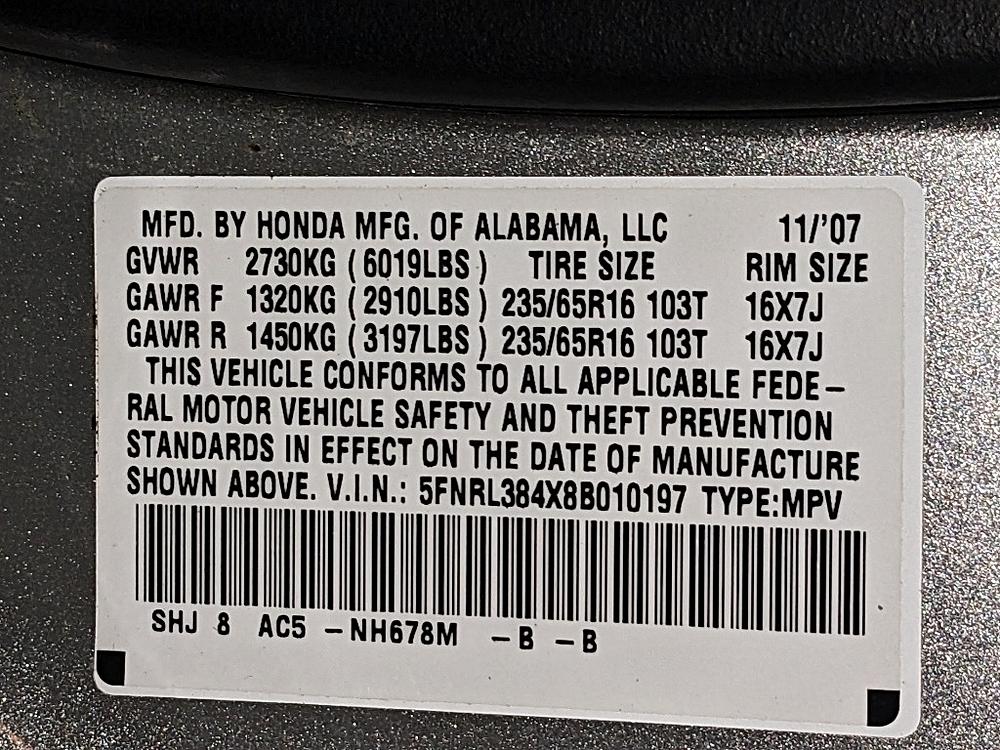 MFD. BY HONDA MFG. OF ALABAMA, LLC 11/'07
GVWR 2730KG (6019LBS) TIRE SIZE RIM SIZE
GAWR F 1320KG (2910LBS) 235/65R16 103T 16X7J
GAWR R 1450KG (3197LBS) 235/65R16 103T 16X7J
THIS VEHICLE CONFORMS TO ALL APPLICABLE FEDE-
RAL MOTOR VEHICLE SAFETY AND THEFT PREVENTION
STANDARDS IN EFFECT ON THE DATE OF MANUFACTURE
SHOWN ABOVE. V.I.N.: 5FNRL384X8B010197 TYPE:MPV
SHJ 8 AC5 -NH678M -B -B